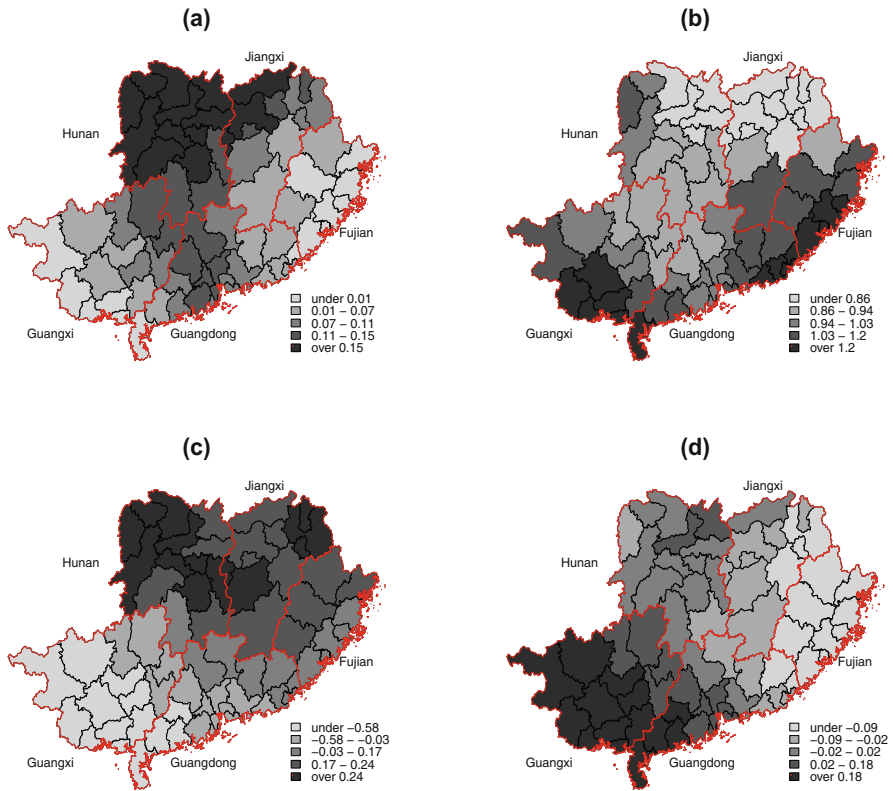 (a)
Jiangxi
Hunan
Fujian
Guangxi
Guangdong
under 0.01
0.01 − 0.07
0.07 − 0.11
0.11 − 0.15
over 0.15
(b)
Jiangxi
Hunan
Fujian
Guangxi
Guangdong
under 0.86
0.86 − 0.94
0.94 − 1.03
1.03 − 1.2
over 1.2
(c)
Jiangxi
Hunan
Fujian
Guangxi
Guangdong
under −0.58
−0.58 − −0.03
−0.03 − 0.17
0.17 − 0.24
over 0.24
(d)
Jiangxi
Hunan
Fujian
Guangxi
Guangdong
under −0.09
−0.09 − −0.02
−0.02 − 0.02
0.02 − 0.18
over 0.18